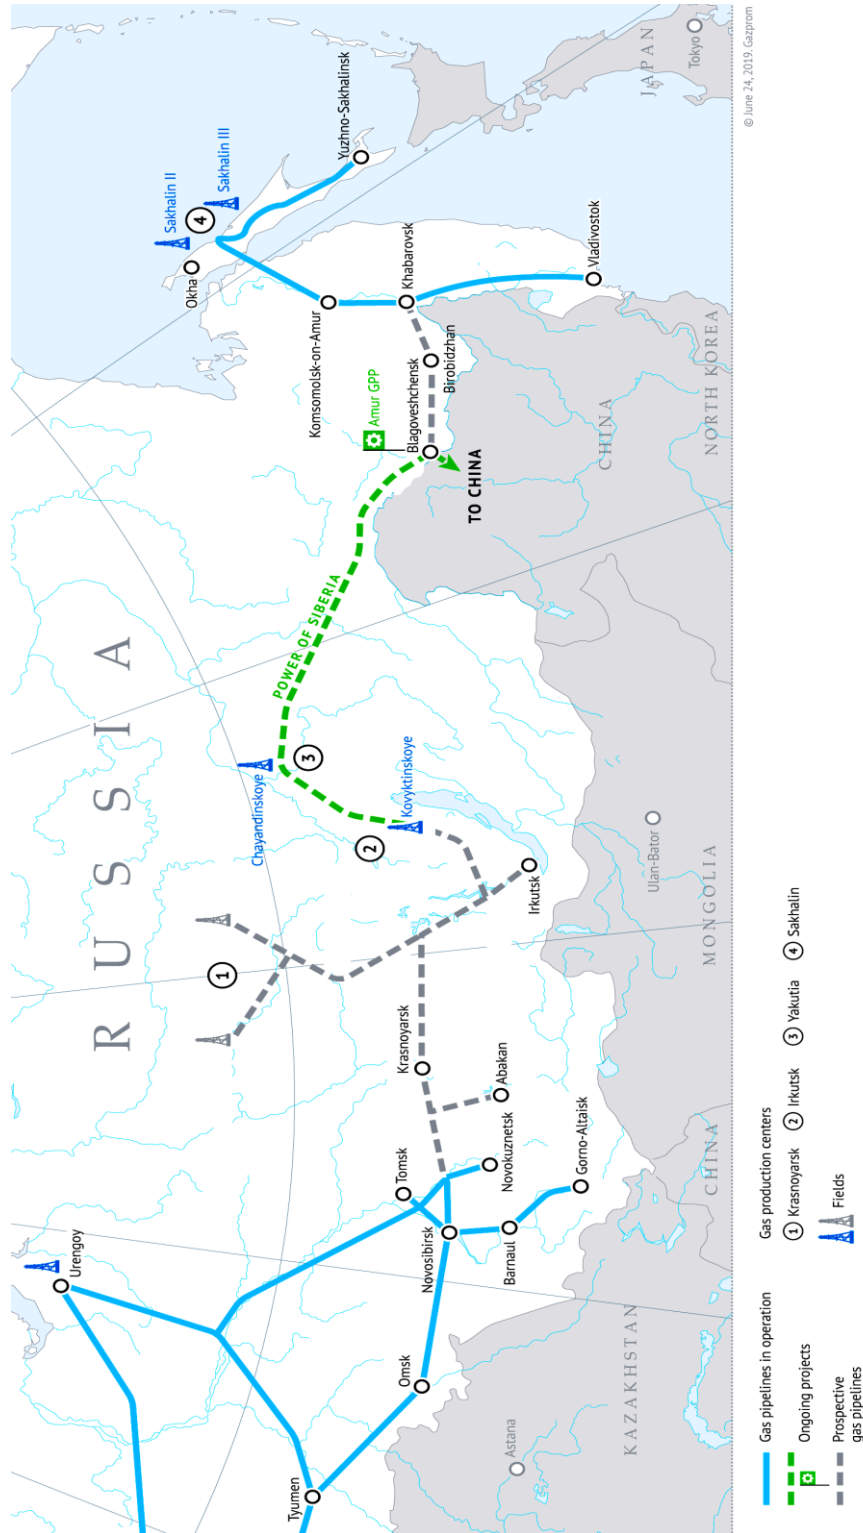 RUSSIA
Urengoy
Tyumen
Omsk
Tomsk
Novosibirsk
Novokuznetsk
Barnaul
Gorno-Altaisk
Krasnoyarsk
Abakan
1
2
Kovyktinskoye
Irkutsk
Chayandinskoye
3
POWER OF SIBERIA
Amur GPP
Blagoveshchensk
TO CHINA
Birobidzhan
Khabarovsk
Komsomolsk-on-Amur
Vladivostok
Okha
Sakhalin II
4
Sakhalin III
Yuzhno-Sakhalinsk
Astana
KAZAKHSTAN
CHINA
MONGOLIA
Ulan-Bator
CHINA
NORTH KOREA
JAPAN
Tokyo
© June 24, 2019. Gazprom
Gas pipelines in operation
Ongoing projects
Prospective
gas pipelines
Gas production centers
1 Krasnoyarsk 2 Irkutsk 3 Yakutia 4 Sakhalin
Fields